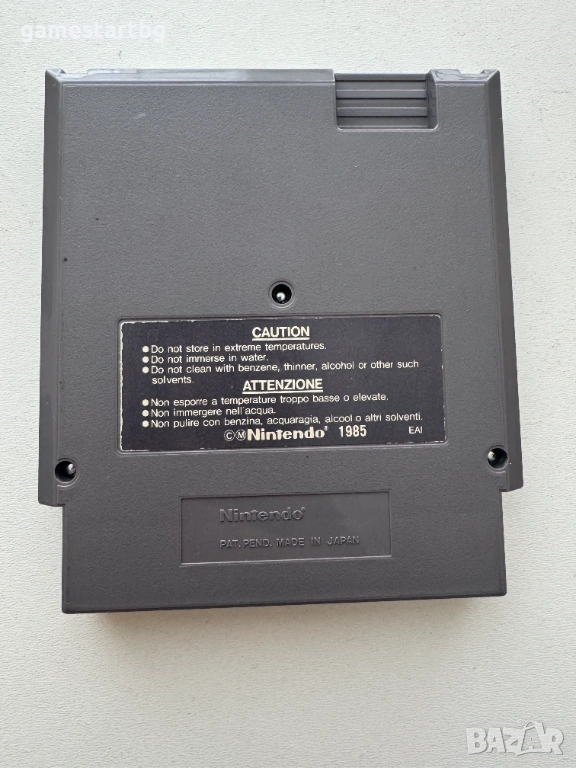 gamestartbg
CAUTION
●Do not store in extreme temperatures.
●Do not immerse in water.
●Do not clean with benzene, thinner, alcohol or other such
solvents.
ATTENZIONE
●Non esporre a temperature troppo basse o elevate.
●Non immergere nell'acqua.
●Non pulire con benzina, acquaragia, alcool o altri solventi.
©ⓂNintendo® 1985 EAI
Nintendo®
PAT. PEND. MADE IN JAPAN
BAZAR